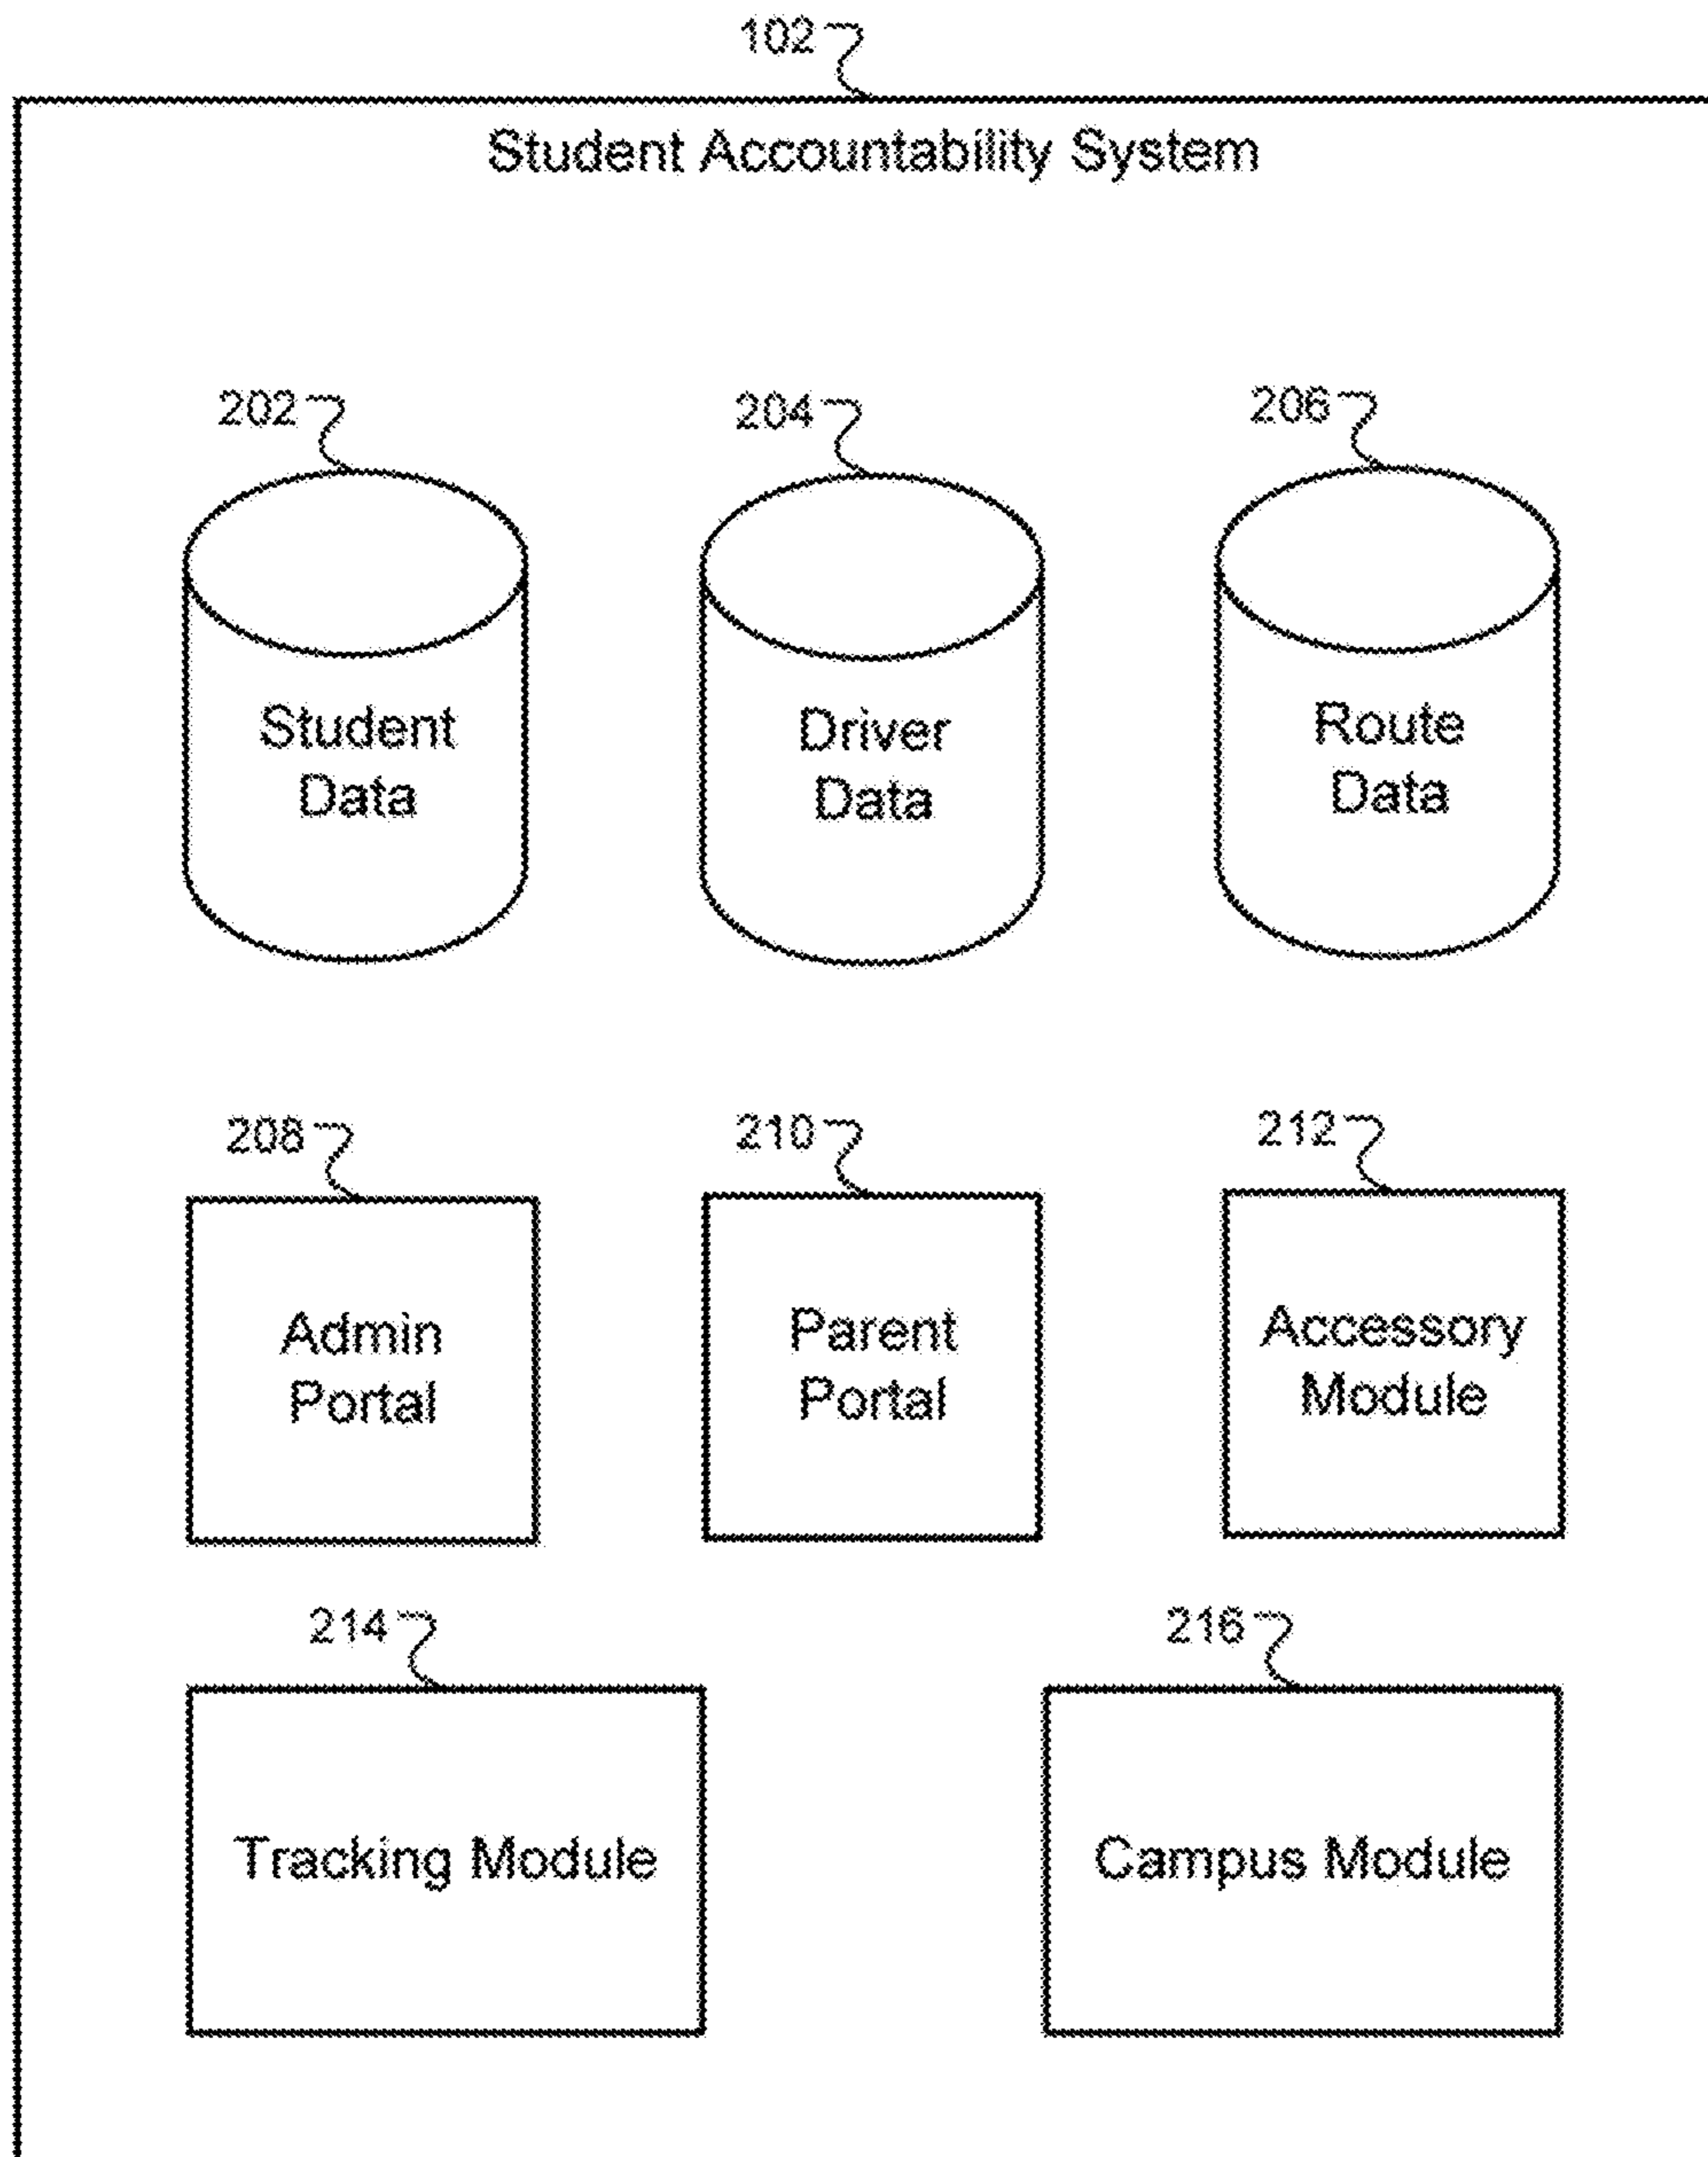 102
Student Accountability System
202
204
206
Student
Data
Driver
Data
Route
Data
208
210
212
Admin
Portal
Parent
Portal
Accessory
Module
214
216
Tracking Module
Campus Module